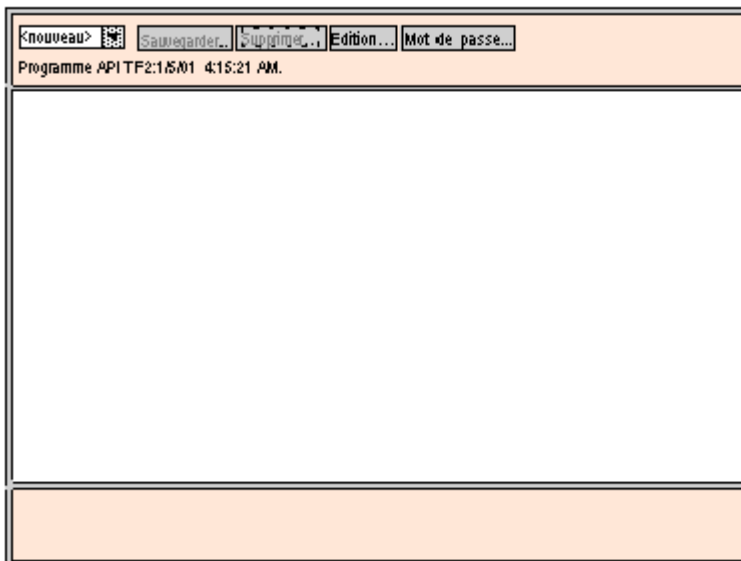 <nouveau> Sauvegarder... Supprimer... Edition... Mot de passe...
Programme API TF2:1/5/01 4:15:21 AM.